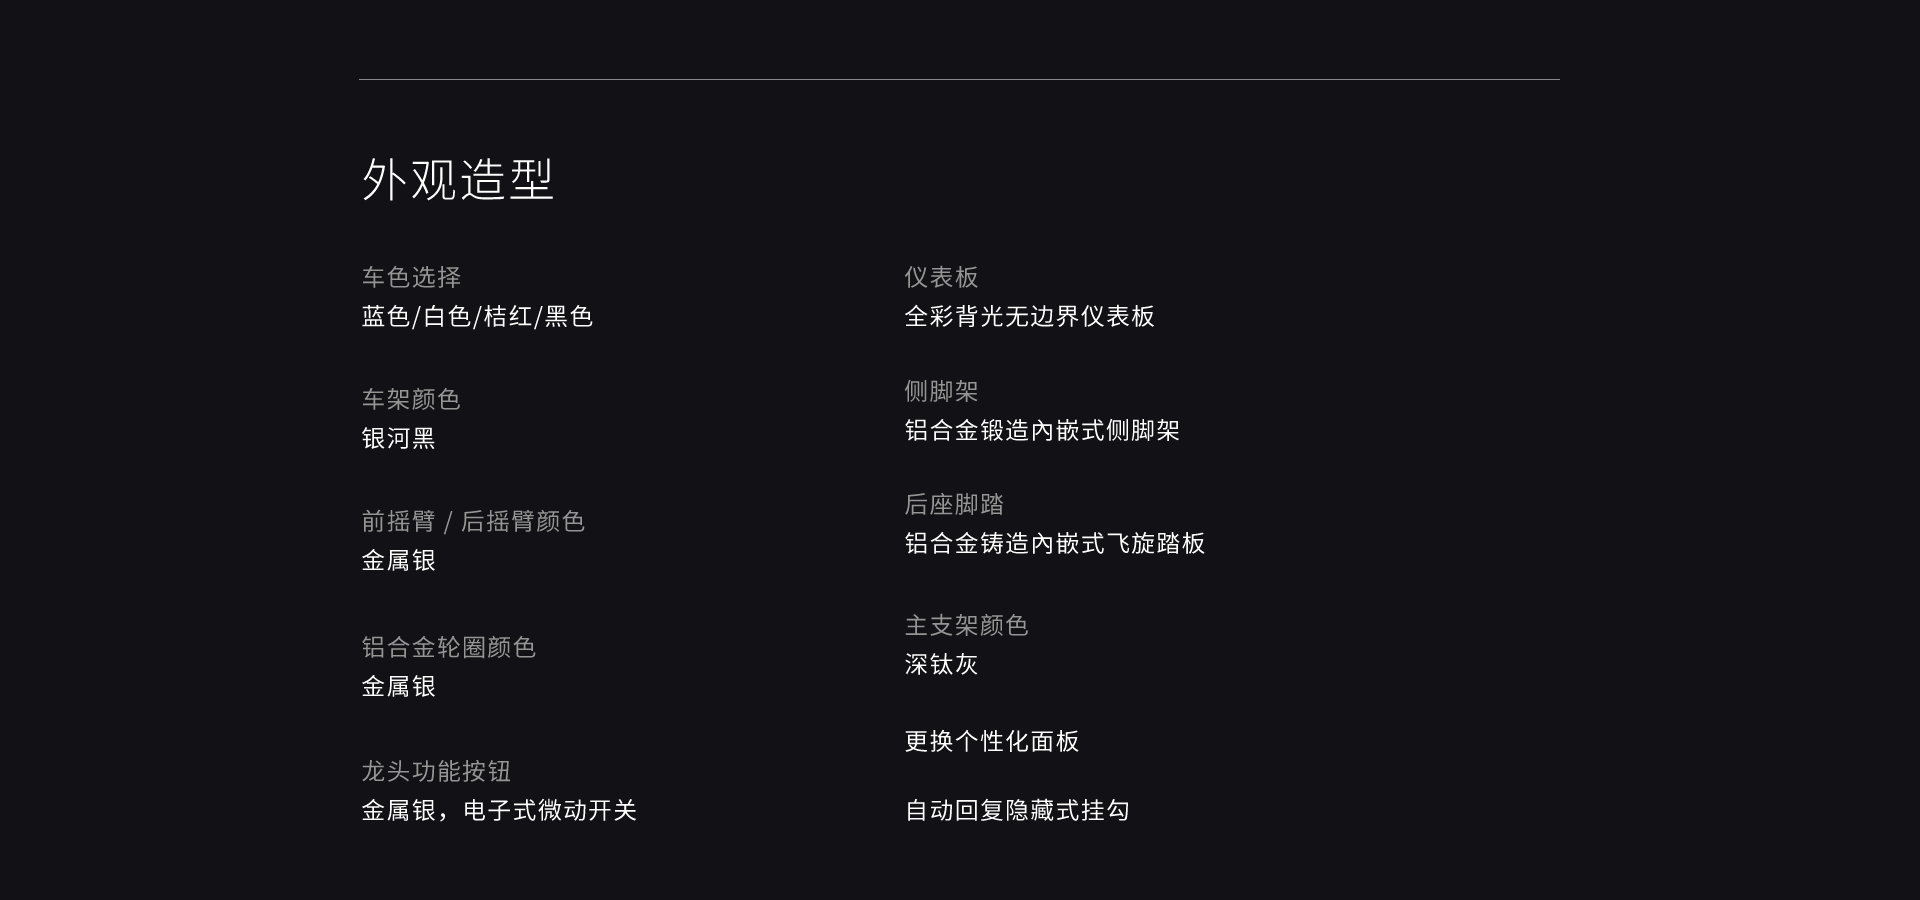 外观造型
车色选择
蓝色/白色/桔红/黑色
车架颜色
银河黑
前摇臂 / 后摇臂颜色
金属银
铝合金轮圈颜色
金属银
龙头功能按钮
金属银，电子式微动开关
仪表板
全彩背光无边界仪表板
侧脚架
铝合金锻造內嵌式侧脚架
后座脚踏
铝合金铸造內嵌式飞旋踏板
主支架颜色
深钛灰
更换个性化面板
自动回复隐藏式挂勾